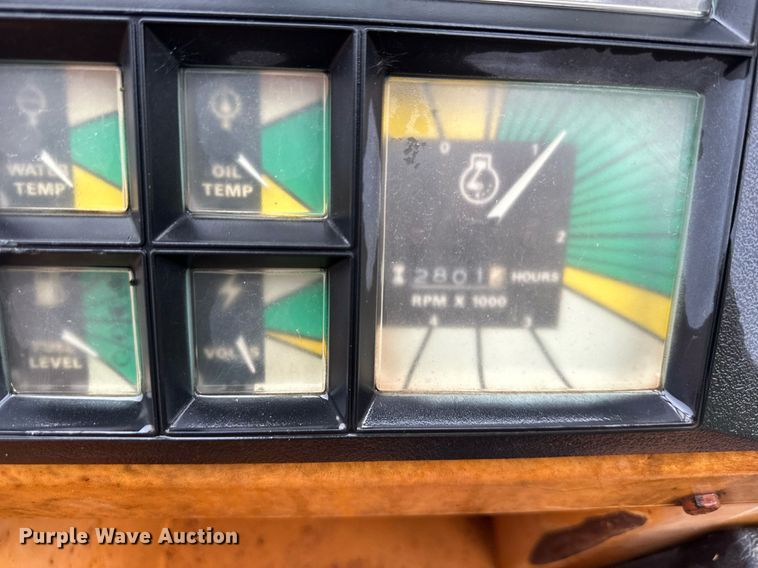 WATER
TEMP
OIL
TEMP
0
1
2
2801
HOURS
RPM X 1000
4
3
LEVEL
VOLTS
Purple Wave Auction